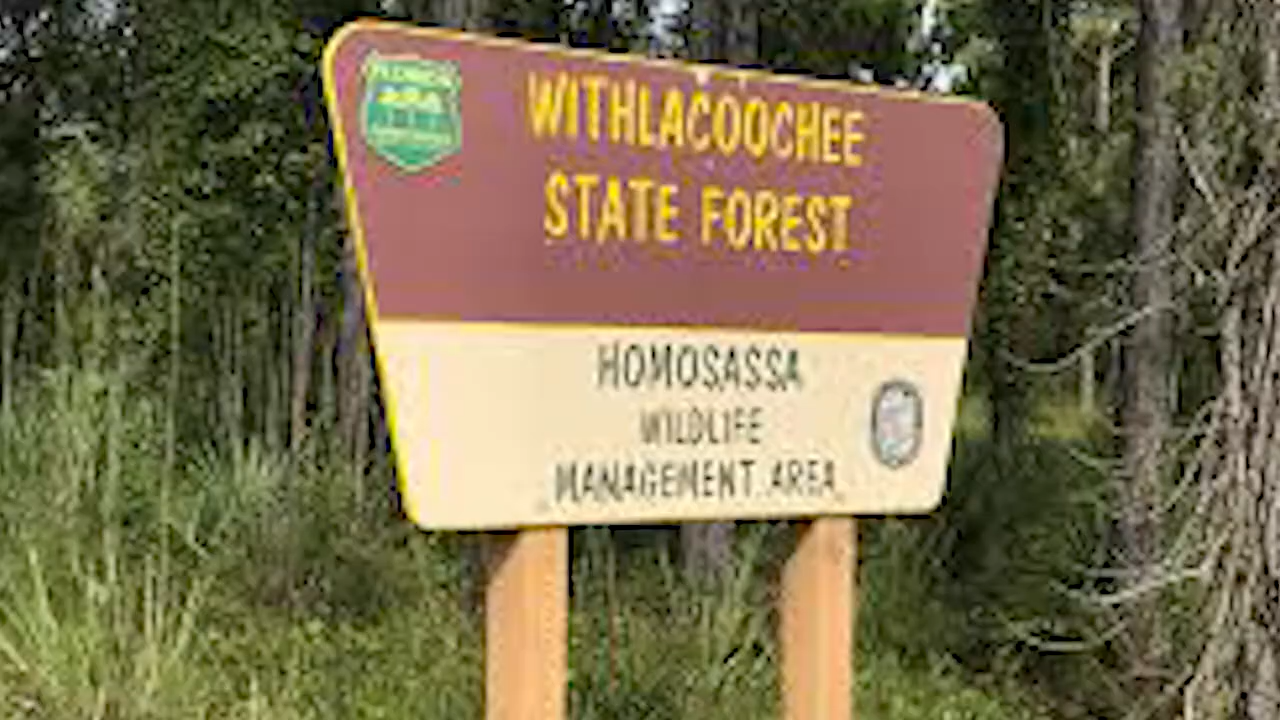 WITHLACOOCHEE
STATE FOREST
HOMOSASSA
WILDLIFE
MANAGEMENT AREA